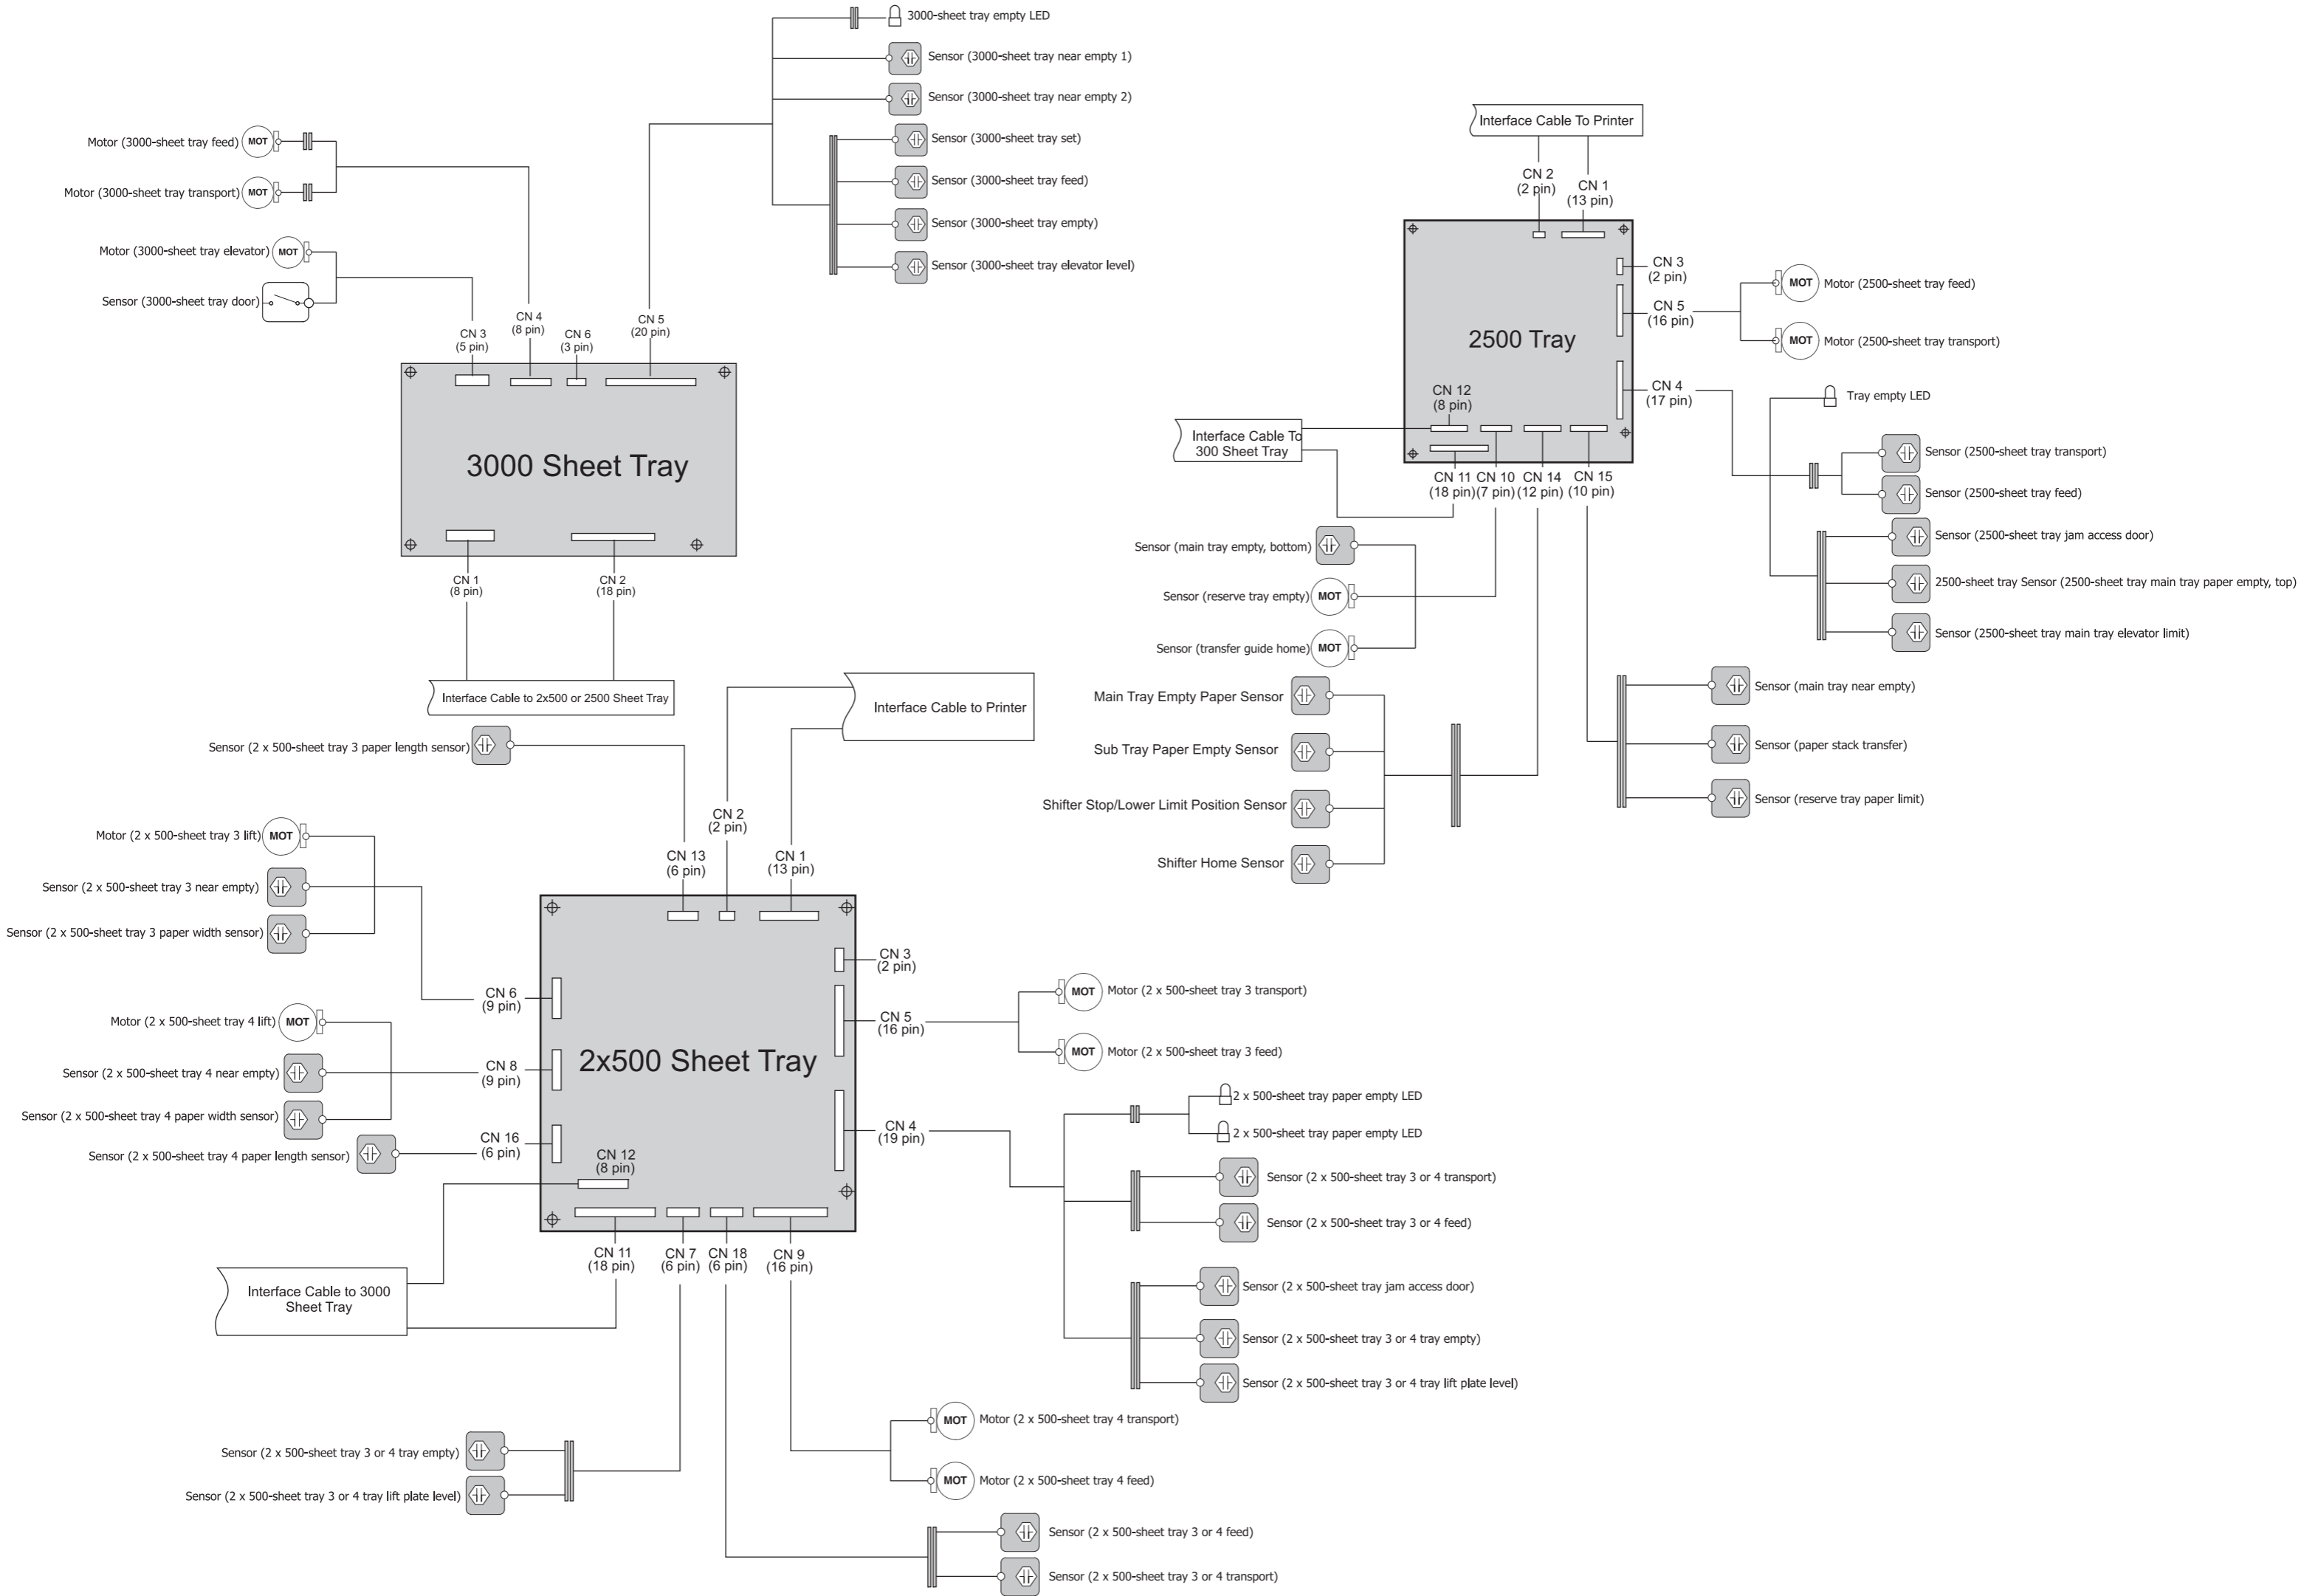 3000-sheet tray empty LED
Sensor (3000-sheet tray near empty 1)
Sensor (3000-sheet tray near empty 2)
Sensor (3000-sheet tray set)
Sensor (3000-sheet tray feed)
Sensor (3000-sheet tray empty)
Sensor (3000-sheet tray elevator level)
Motor (3000-sheet tray feed)
MOT
Motor (3000-sheet tray transport)
MOT
Motor (3000-sheet tray elevator)
MOT
Sensor (3000-sheet tray door)
CN 3
(5 pin)
CN 4
(8 pin)
CN 6
(3 pin)
CN 5
(20 pin)
3000 Sheet Tray
CN 1
(8 pin)
CN 2
(18 pin)
Interface Cable to 2x500 or 2500 Sheet Tray
Interface Cable To Printer
CN 2
(2 pin)
CN 1
(13 pin)
2500 Tray
CN 3
(2 pin)
CN 5
(16 pin)
MOT
Motor (2500-sheet tray feed)
MOT
Motor (2500-sheet tray transport)
CN 4
(17 pin)
Tray empty LED
Sensor (2500-sheet tray transport)
Sensor (2500-sheet tray feed)
Sensor (2500-sheet tray jam access door)
2500-sheet tray Sensor (2500-sheet tray main tray paper empty, top)
Sensor (2500-sheet tray main tray elevator limit)
CN 12
(8 pin)
Interface Cable To
300 Sheet Tray
CN 11
(18 pin)
CN 10
(7 pin)
CN 14
(12 pin)
CN 15
(10 pin)
Sensor (main tray empty, bottom)
Sensor (reserve tray empty)
MOT
Sensor (transfer guide home)
MOT
Main Tray Empty Paper Sensor
Sub Tray Paper Empty Sensor
Shifter Stop/Lower Limit Position Sensor
Shifter Home Sensor
Sensor (main tray near empty)
Sensor (paper stack transfer)
Sensor (reserve tray paper limit)
Interface Cable to Printer
Sensor (2 x 500-sheet tray 3 paper length sensor)
CN 13
(6 pin)
CN 2
(2 pin)
CN 1
(13 pin)
Motor (2 x 500-sheet tray 3 lift)
MOT
Sensor (2 x 500-sheet tray 3 near empty)
Sensor (2 x 500-sheet tray 3 paper width sensor)
CN 6
(9 pin)
Motor (2 x 500-sheet tray 4 lift)
MOT
Sensor (2 x 500-sheet tray 4 near empty)
CN 8
(9 pin)
Sensor (2 x 500-sheet tray 4 paper width sensor)
Sensor (2 x 500-sheet tray 4 paper length sensor)
CN 16
(6 pin)
2x500 Sheet Tray
CN 12
(8 pin)
CN 3
(2 pin)
CN 5
(16 pin)
MOT
Motor (2 x 500-sheet tray 3 transport)
MOT
Motor (2 x 500-sheet tray 3 feed)
CN 4
(19 pin)
2 x 500-sheet tray paper empty LED
2 x 500-sheet tray paper empty LED
Sensor (2 x 500-sheet tray 3 or 4 transport)
Sensor (2 x 500-sheet tray 3 or 4 feed)
Sensor (2 x 500-sheet tray jam access door)
Sensor (2 x 500-sheet tray 3 or 4 tray empty)
Sensor (2 x 500-sheet tray 3 or 4 tray lift plate level)
CN 11
(18 pin)
CN 7
(6 pin)
CN 18
(6 pin)
CN 9
(16 pin)
Interface Cable to 3000
Sheet Tray
MOT
Motor (2 x 500-sheet tray 4 transport)
MOT
Motor (2 x 500-sheet tray 4 feed)
Sensor (2 x 500-sheet tray 3 or 4 tray empty)
Sensor (2 x 500-sheet tray 3 or 4 tray lift plate level)
Sensor (2 x 500-sheet tray 3 or 4 feed)
Sensor (2 x 500-sheet tray 3 or 4 transport)